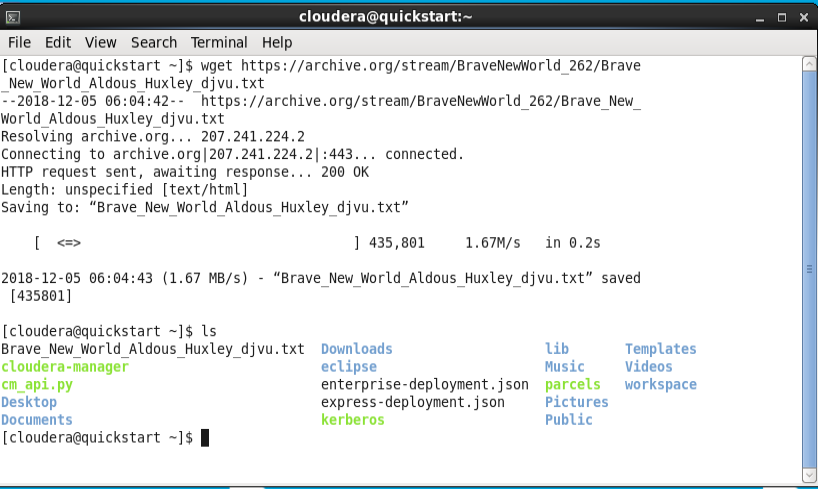 cloudera@quickstart:~
File Edit View Search Terminal Help
[cloudera@quickstart ~]$ wget https://archive.org/stream/BraveNewWorld_262/Brave
_New_World_Aldous_Huxley_djvu.txt
--2018-12-05 06:04:42--  https://archive.org/stream/BraveNewWorld_262/Brave_New_
World_Aldous_Huxley_djvu.txt
Resolving archive.org... 207.241.224.2
Connecting to archive.org|207.241.224.2|:443... connected.
HTTP request sent, awaiting response... 200 OK
Length: unspecified [text/html]
Saving to: “Brave_New_World_Aldous_Huxley_djvu.txt”
    [  <=>                                  ] 435,801     1.67M/s   in 0.2s
2018-12-05 06:04:43 (1.67 MB/s) - “Brave_New_World_Aldous_Huxley_djvu.txt” saved
 [435801]
[cloudera@quickstart ~]$ ls
Brave_New_World_Aldous_Huxley_djvu.txt  Downloads                   lib       Templates
cloudera-manager                        eclipse                     Music     Videos
cm_api.py                               enterprise-deployment.json  parcels   workspace
Desktop                                 express-deployment.json     Pictures
Documents                               kerberos                    Public
[cloudera@quickstart ~]$